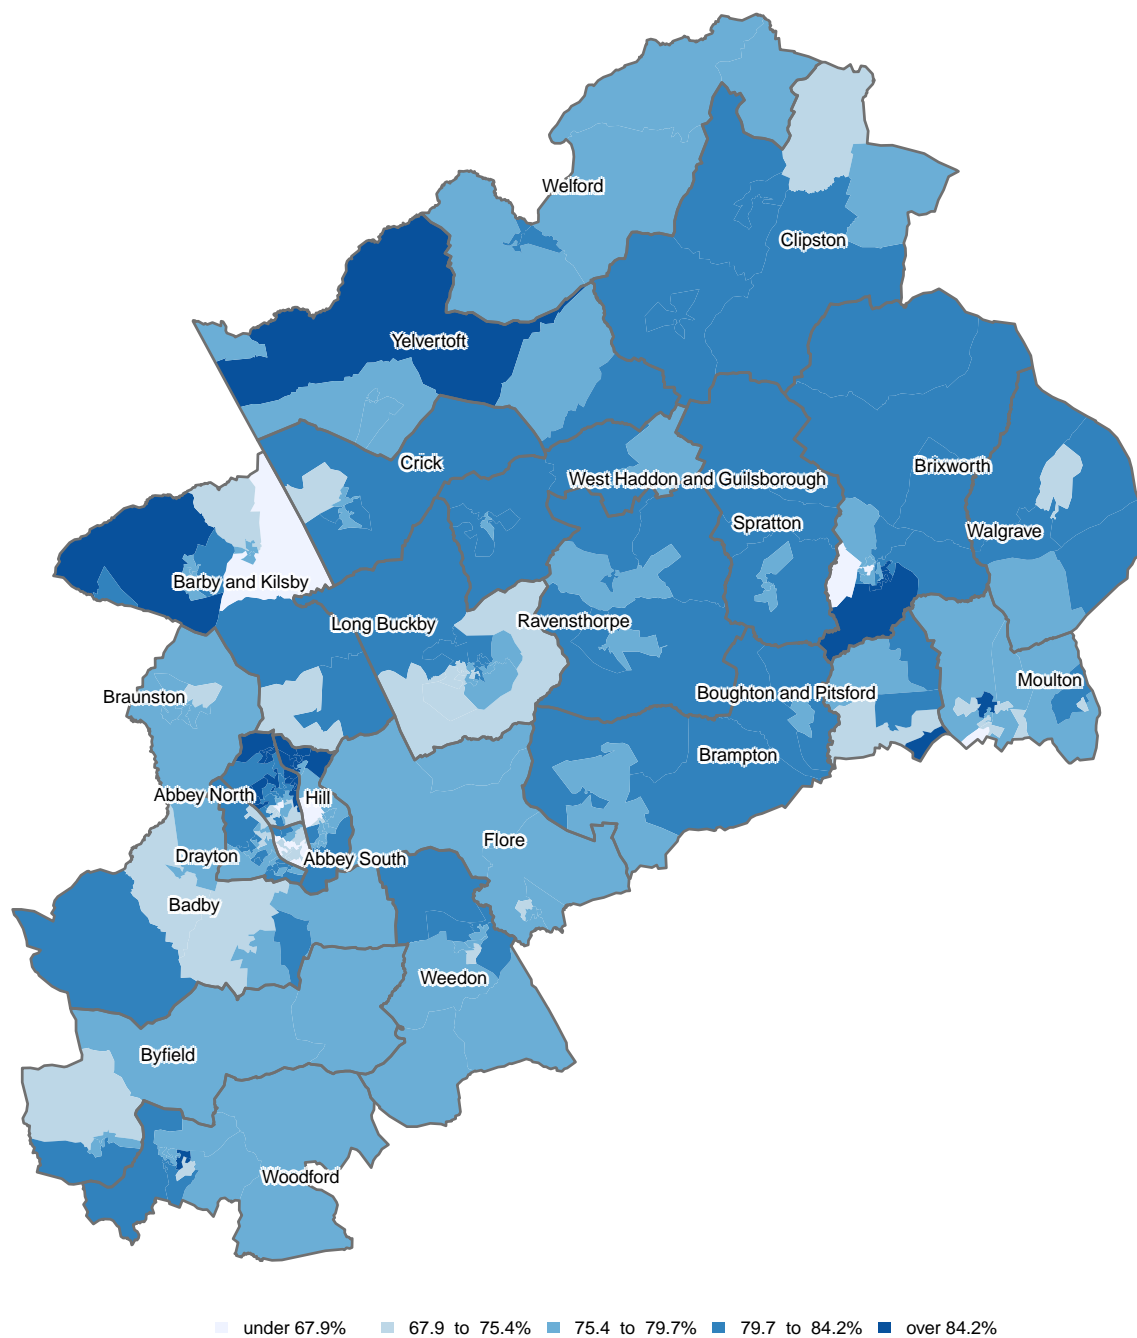 Welford
Clipston
Yelvertoft
Crick
Brixworth
West Haddon and Guilsborough
Spratton
Walgrave
Barby and Kilsby
Long Buckby
Ravensthorpe
Moulton
Boughton and Pitsford
Braunston
Brampton
Abbey North
Hill
Flore
Drayton
Abbey South
Badby
Weedon
Byfield
Woodford
under 67.9% 67.9 to 75.4% 75.4 to 79.7% 79.7 to 84.2% over 84.2%